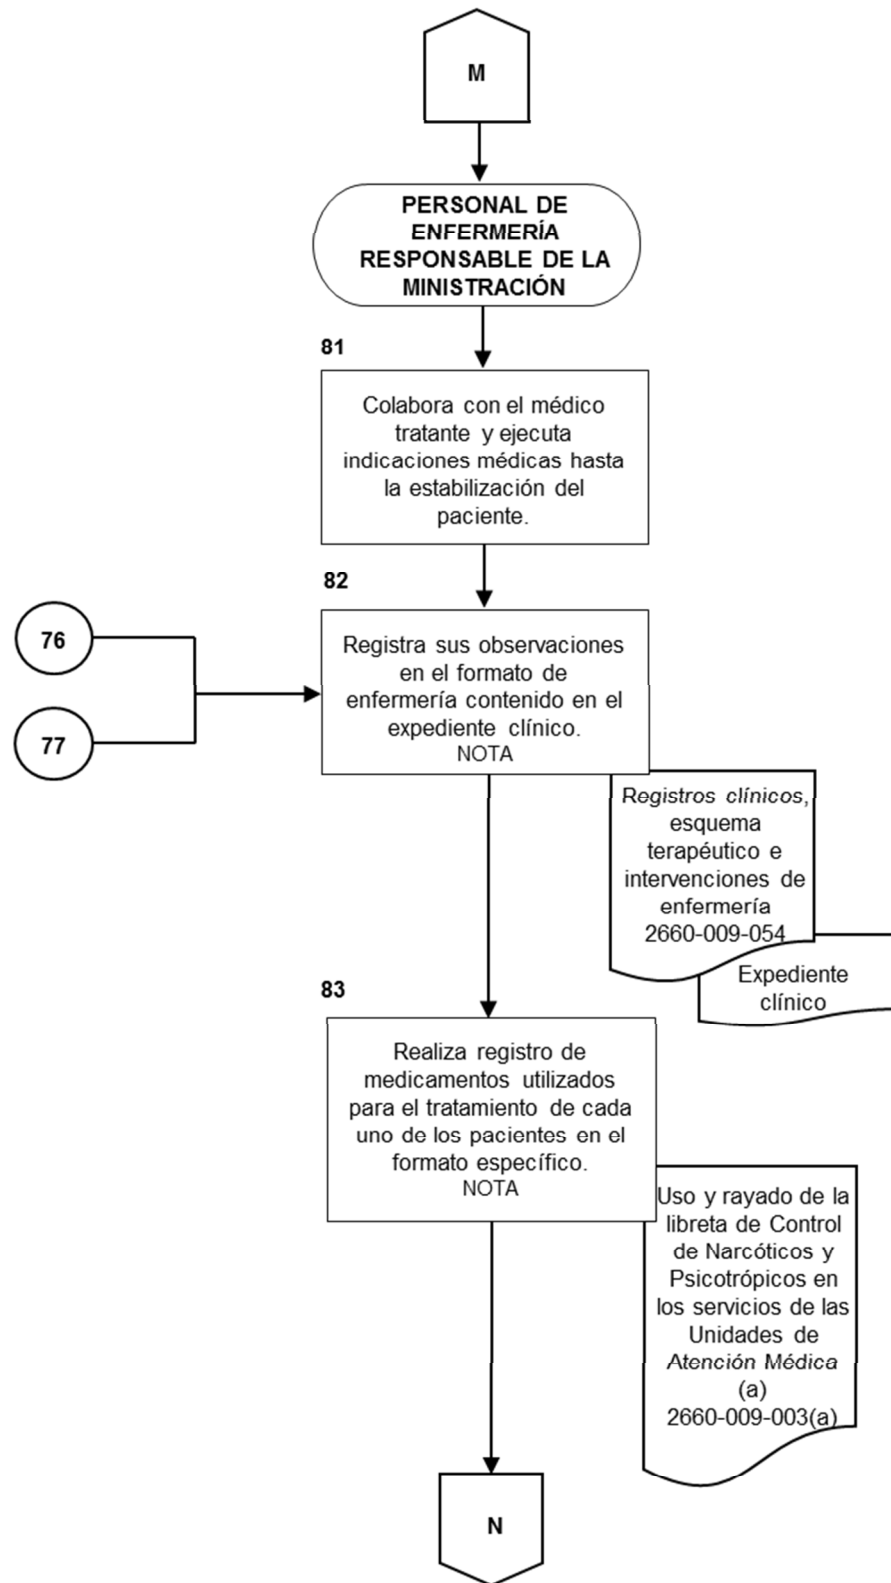 M
PERSONAL DE
ENFERMERÍA
RESPONSABLE DE LA
MINISTRACIÓN
81
Colabora con el médico
tratante y ejecuta
indicaciones médicas hasta
la estabilización del
paciente.
82
76
77
Registra sus observaciones
en el formato de
enfermería contenido en el
expediente clínico.
NOTA
Registros clínicos,
esquema
terapéutico e
intervenciones de
enfermería
2660-009-054
Expediente
clínico
83
Realiza registro de
medicamentos utilizados
para el tratamiento de cada
uno de los pacientes en el
formato específico.
NOTA
Uso y rayado de la
libreta de Control
de Narcóticos y
Psicotrópicos en
los servicios de las
Unidades de
Atención Médica
(a)
2660-009-003(a)
N